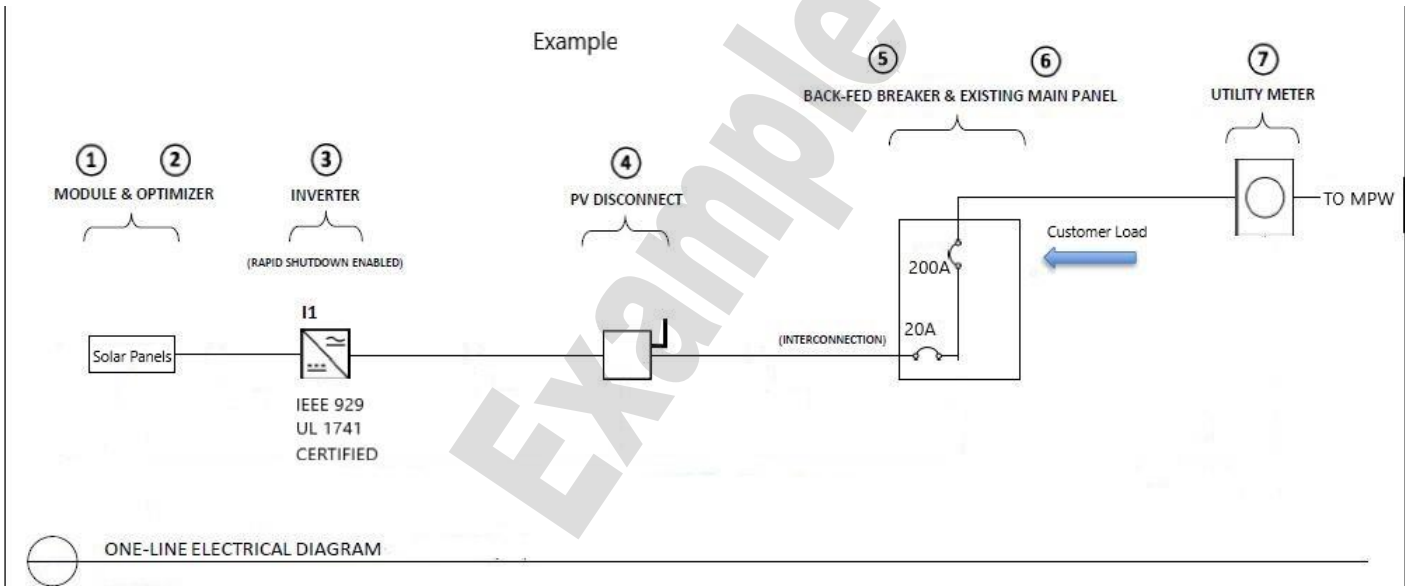 Example
Example
5
6
7
BACK-FED BREAKER & EXISTING MAIN PANEL
UTILITY METER
1
2
3
4
MODULE & OPTIMIZER
INVERTER
PV DISCONNECT
(RAPID SHUTDOWN ENABLED)
TO MPW
Customer Load
200A
I1
20A
(INTERCONNECTION)
Solar Panels
IEEE 929
UL 1741
CERTIFIED
ONE-LINE ELECTRICAL DIAGRAM